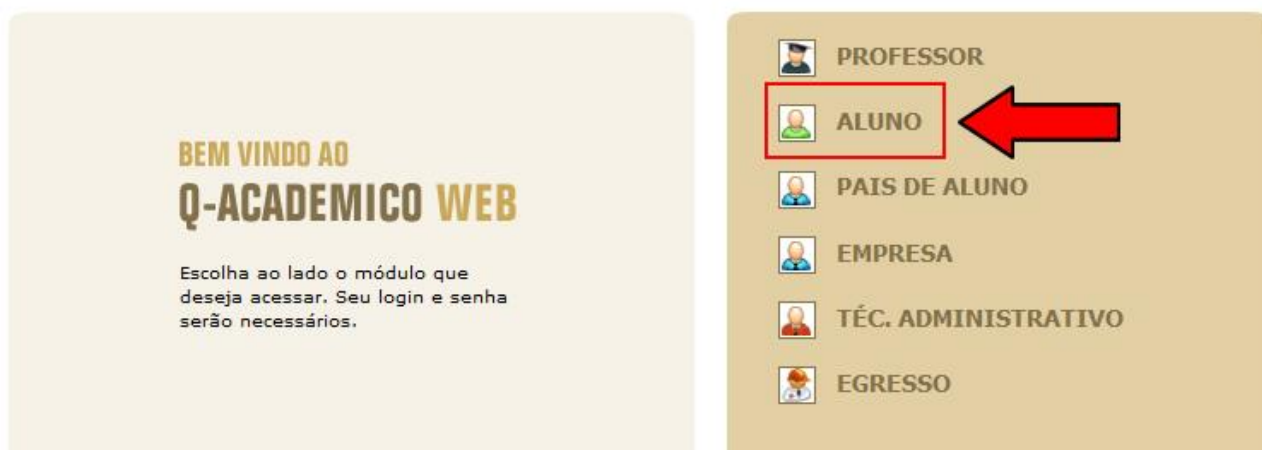 BEM VINDO AO
Q-ACADEMICO WEB
Escolha ao lado o módulo que
deseja acessar. Seu login e senha
serão necessários.
PROFESSOR
ALUNO
PAIS DE ALUNO
EMPRESA
TÉC. ADMINISTRATIVO
EGRESSO